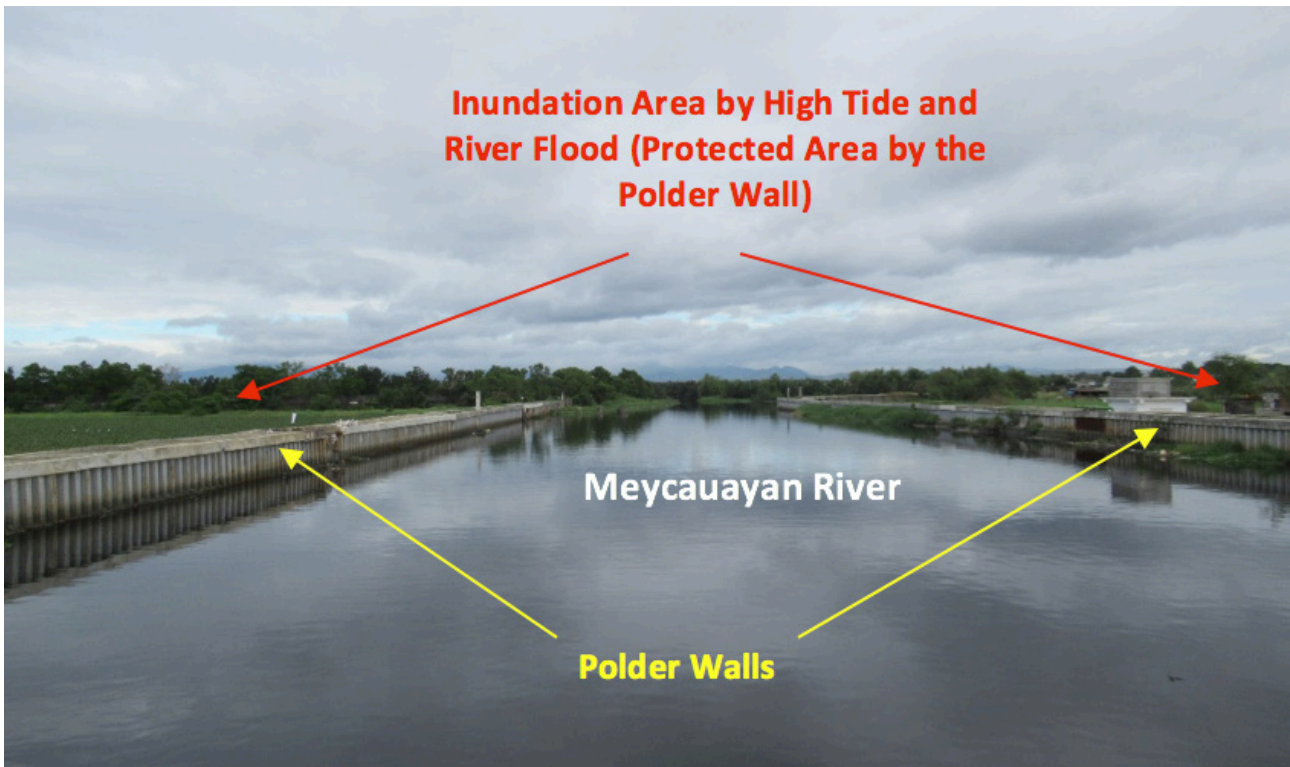 Inundation Area by High Tide and
River Flood (Protected Area by the
Polder Wall)
Meycauayan River
Polder Walls